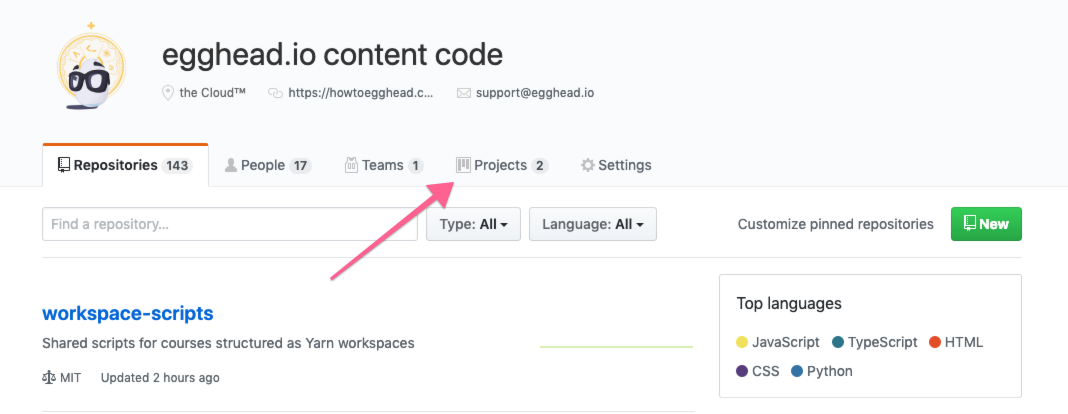 egghead.io content code
the Cloud™ https://howtoegghead.c... support@egghead.io
Repositories 143 People 17 Teams 1 Projects 2 Settings
Find a repository... Type: All Language: All Customize pinned repositories New
workspace-scripts
Shared scripts for courses structured as Yarn workspaces
MIT Updated 2 hours ago
Top languages
JavaScript TypeScript HTML
CSS Python